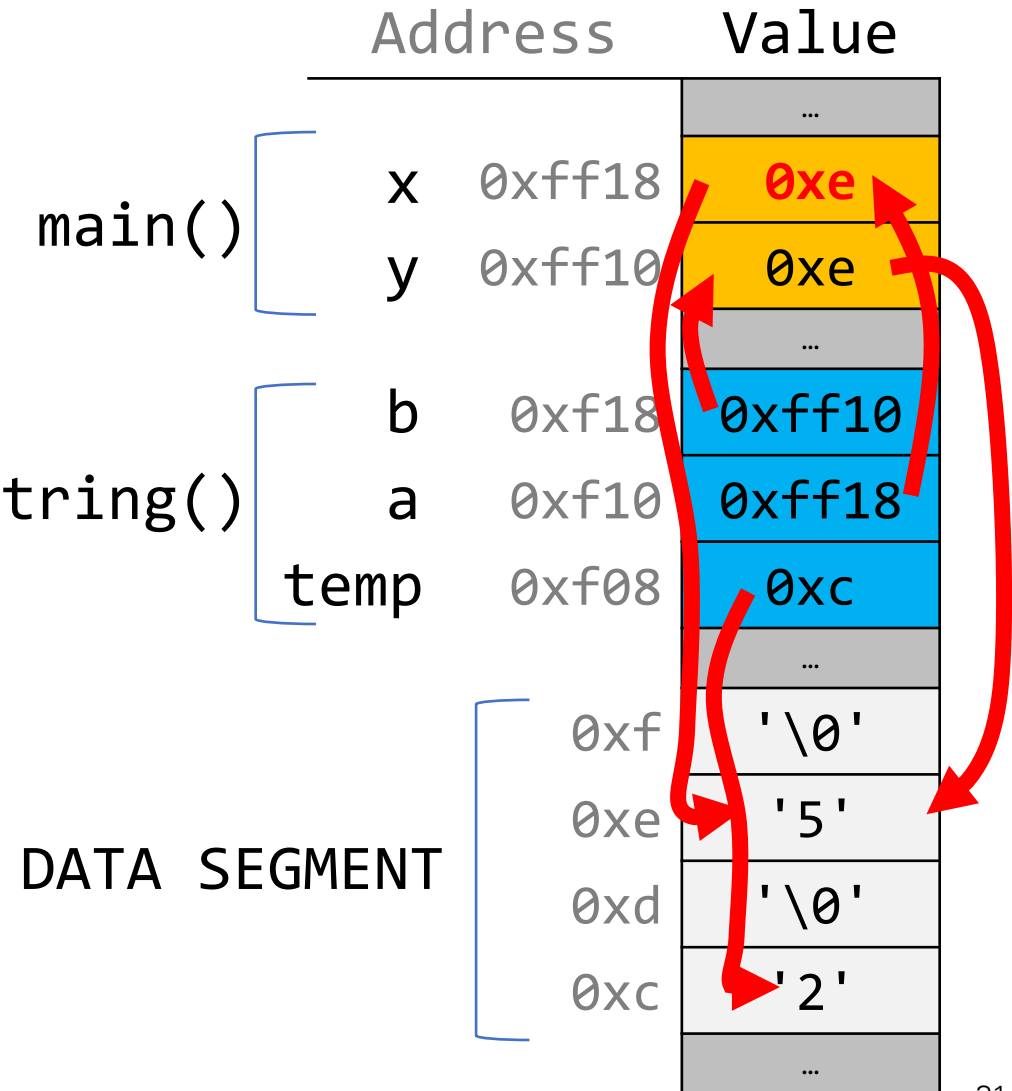 Address Value
…
x 0xff18 0xe
main()
y 0xff10 0xe
…
b 0xf18 0xff10
tring() a 0xf10 0xff18
temp 0xf08 0xc
…
0xf '\0'
0xe '5'
DATA SEGMENT
0xd '\0'
0xc '2'
…